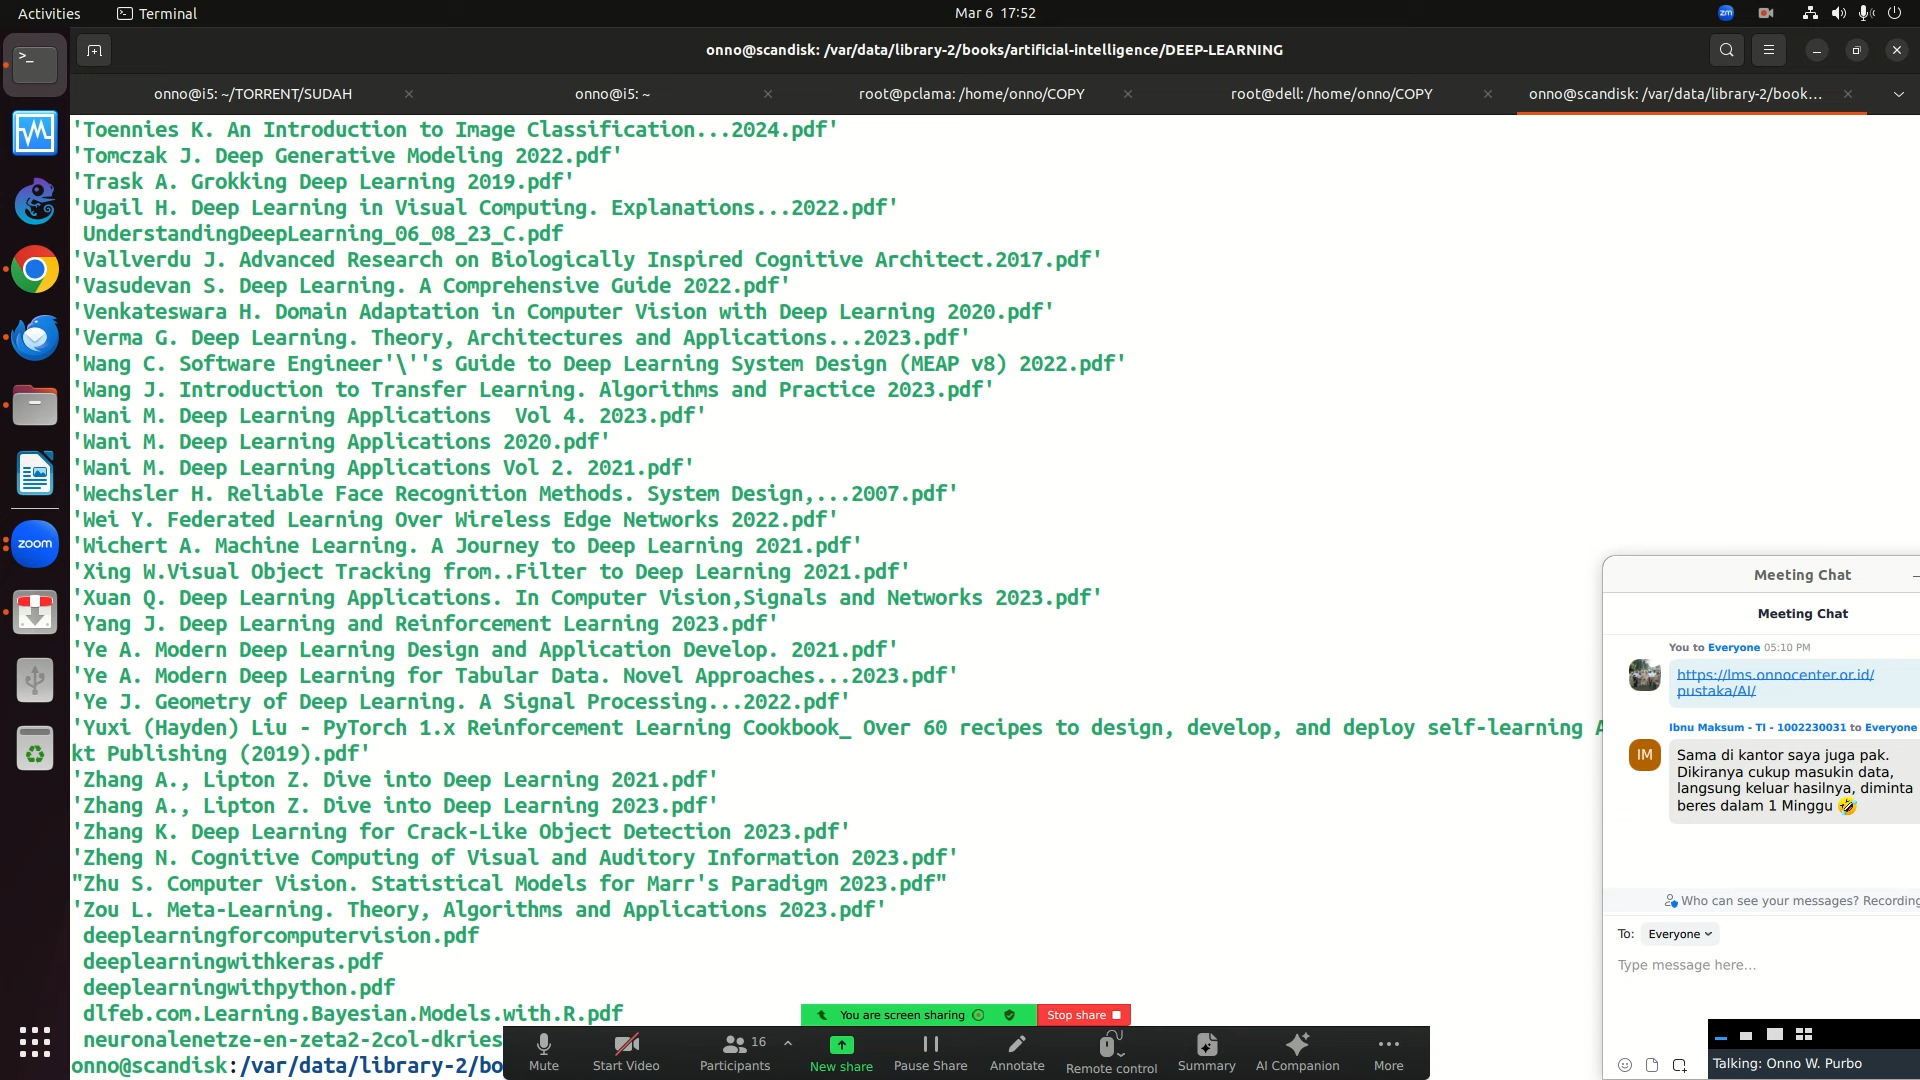 Activities
Terminal
Mar 6 17:52
zm
onno@scandisk: /var/data/library-2/books/artificial-intelligence/DEEP-LEARNING
onno@i5: ~/TORRENT/SUDAH
onno@i5: ~
root@pclama: /home/onno/COPY
root@dell: /home/onno/COPY
onno@scandisk: /var/data/library-2/book...
'Toennies K. An Introduction to Image Classification...2024.pdf'
'Tomczak J. Deep Generative Modeling 2022.pdf'
'Trask A. Grokking Deep Learning 2019.pdf'
'Ugail H. Deep Learning in Visual Computing. Explanations...2022.pdf'
UnderstandingDeepLearning_06_08_23_C.pdf
'Vallverdu J. Advanced Research on Biologically Inspired Cognitive Architect.2017.pdf'
'Vasudevan S. Deep Learning. A Comprehensive Guide 2022.pdf'
'Venkateswara H. Domain Adaptation in Computer Vision with Deep Learning 2020.pdf'
'Verma G. Deep Learning. Theory, Architectures and Applications...2023.pdf'
'Wang C. Software Engineer'\''s Guide to Deep Learning System Design (MEAP v8) 2022.pdf'
'Wang J. Introduction to Transfer Learning. Algorithms and Practice 2023.pdf'
'Wani M. Deep Learning Applications  Vol 4. 2023.pdf'
'Wani M. Deep Learning Applications 2020.pdf'
'Wani M. Deep Learning Applications Vol 2. 2021.pdf'
'Wechsler H. Reliable Face Recognition Methods. System Design,...2007.pdf'
'Wei Y. Federated Learning Over Wireless Edge Networks 2022.pdf'
'Wichert A. Machine Learning. A Journey to Deep Learning 2021.pdf'
'Xing W.Visual Object Tracking from..Filter to Deep Learning 2021.pdf'
'Xuan Q. Deep Learning Applications. In Computer Vision,Signals and Networks 2023.pdf'
'Yang J. Deep Learning and Reinforcement Learning 2023.pdf'
'Ye A. Modern Deep Learning Design and Application Develop. 2021.pdf'
'Ye A. Modern Deep Learning for Tabular Data. Novel Approaches...2023.pdf'
'Ye J. Geometry of Deep Learning. A Signal Processing...2022.pdf'
'Yuxi (Hayden) Liu - PyTorch 1.x Reinforcement Learning Cookbook_ Over 60 recipes to design, develop, and deploy self-learning
kt Publishing (2019).pdf'
'Zhang A., Lipton Z. Dive into Deep Learning 2021.pdf'
'Zhang A., Lipton Z. Dive into Deep Learning 2023.pdf'
'Zhang K. Deep Learning for Crack-Like Object Detection 2023.pdf'
'Zheng N. Cognitive Computing of Visual and Auditory Information 2023.pdf'
"Zhu S. Computer Vision. Statistical Models for Marr's Paradigm 2023.pdf"
'Zou L. Meta-Learning. Theory, Algorithms and Applications 2023.pdf'
deeplearningforcomputervision.pdf
deeplearningwithkeras.pdf
deeplearningwithpython.pdf
dlfeb.com.Learning.Bayesian.Models.with.R.pdf
neuronalenetze-en-zeta2-2col-dkries
onno@scandisk:/var/data/library-2/bo
zoom
Meeting Chat
Meeting Chat
You to Everyone 05:10 PM
https://lms.onnocenter.or.id/
pustaka/AI/
Ibnu Maksum - TI - 1002230031 to Everyone
IM
Sama di kantor saya juga pak.
Dikiranya cukup masukin data,
langsung keluar hasilnya, diminta
beres dalam 1 Minggu 🤣
Who can see your messages? Recording
To: Everyone
Type message here...
Talking: Onno W. Purbo
You are screen sharing
Stop share
Mute
Start Video
Participants
16
New share
Pause Share
Annotate
Remote control
Summary
AI Companion
More